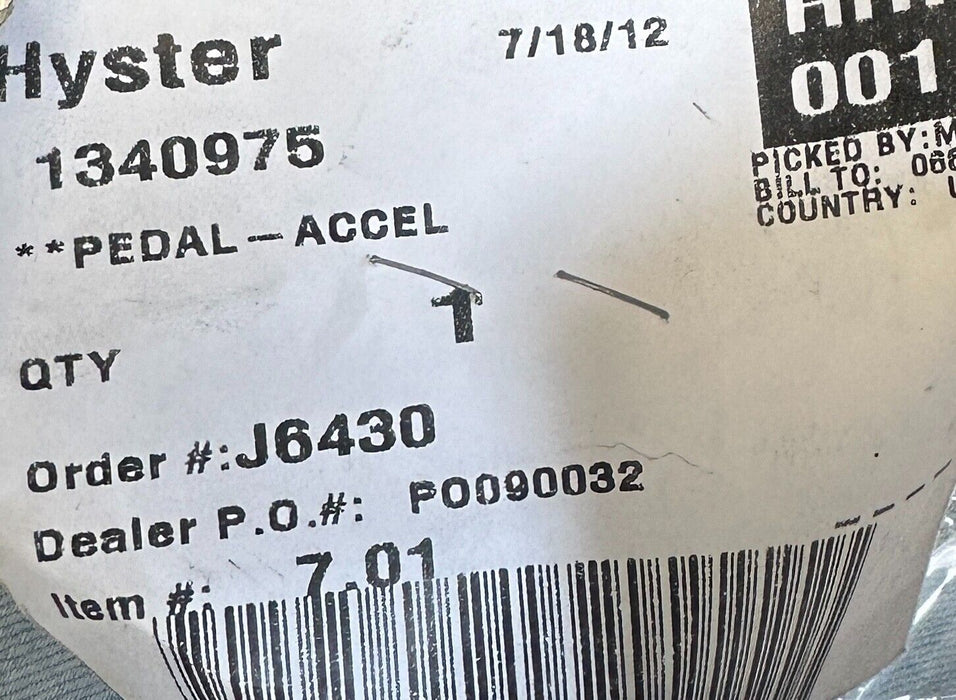 Hyster
7/18/12
001
1340975
PICKED BY:
BILL TO:
COUNTRY:
**PEDAL-ACCEL
1
QTY
Order #:J6430
Dealer P.O.#: PO090032
Item #: 7.01